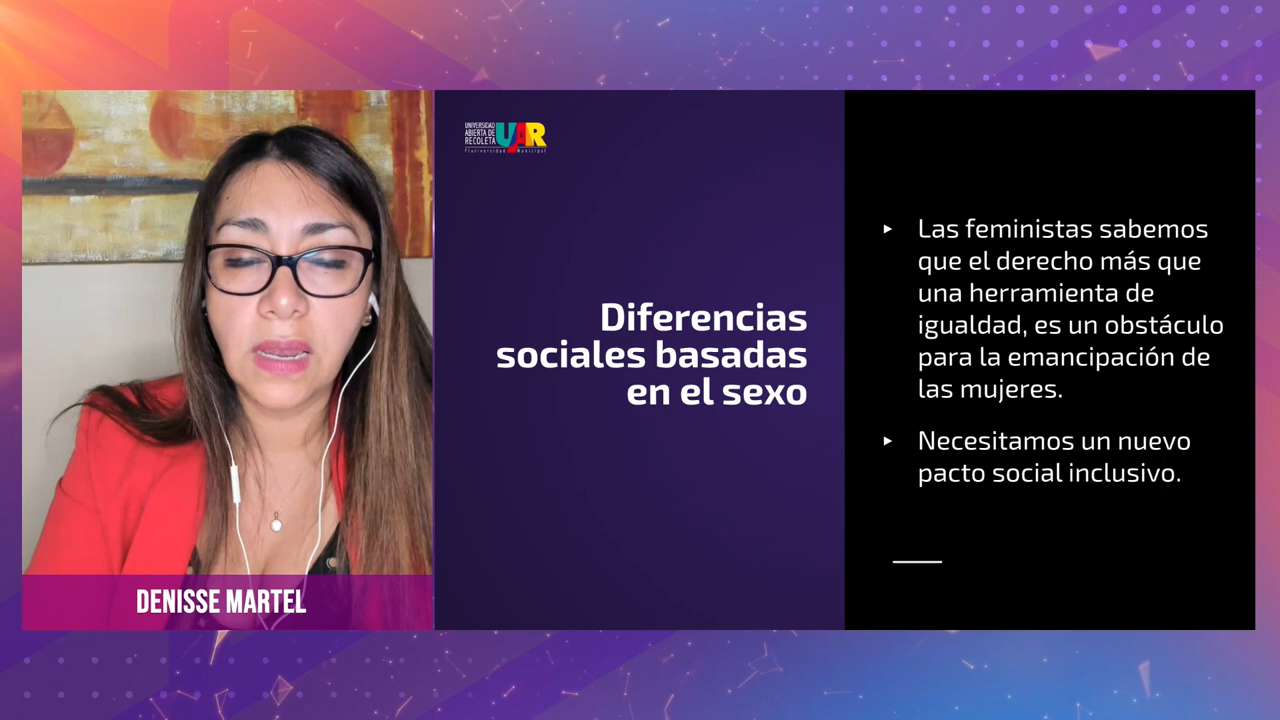 UNIVERSIDAD
ABIERTA DE
RECOLETA
UAR
Pluriversidad Municipal
Diferencias
sociales basadas
en el sexo
Las feministas sabemos
que el derecho más que
una herramienta de
igualdad, es un obstáculo
para la emancipación de
las mujeres.
Necesitamos un nuevo
pacto social inclusivo.
DENISSE MARTEL